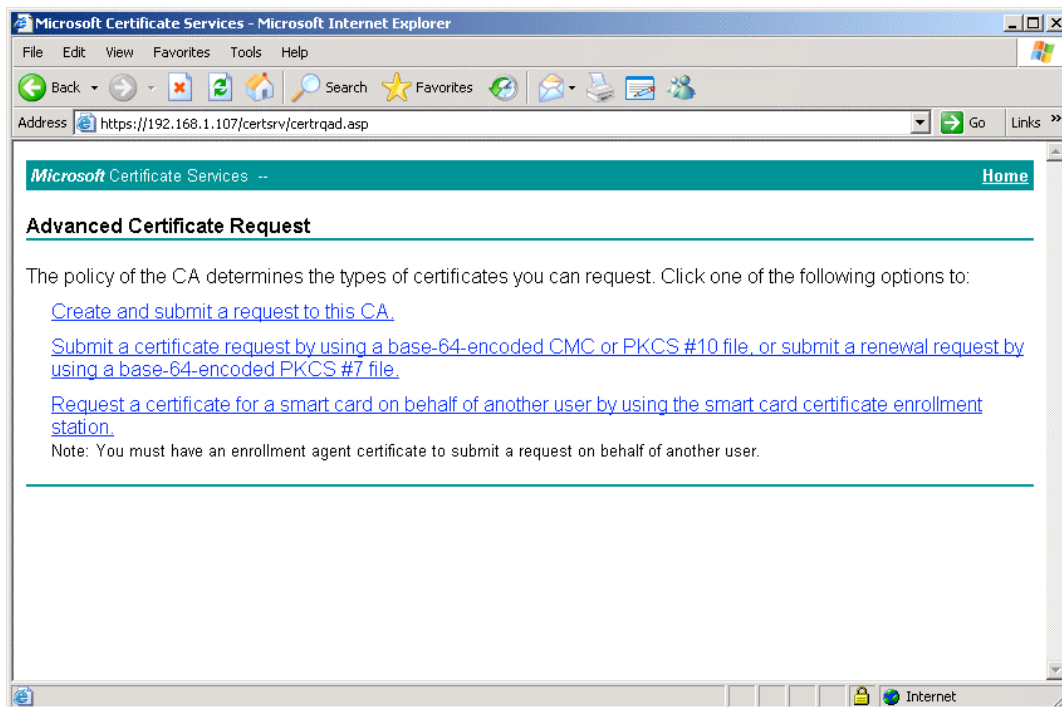 Microsoft Certificate Services - Microsoft Internet Explorer
File Edit View Favorites Tools Help
Back Search Favorites
Address https://192.168.1.107/certsrv/certrqad.asp Go Links »
Microsoft Certificate Services -- Home
Advanced Certificate Request
The policy of the CA determines the types of certificates you can request. Click one of the following options to:
Create and submit a request to this CA.
Submit a certificate request by using a base-64-encoded CMC or PKCS #10 file, or submit a renewal request by
using a base-64-encoded PKCS #7 file.
Request a certificate for a smart card on behalf of another user by using the smart card certificate enrollment
station.
Note: You must have an enrollment agent certificate to submit a request on behalf of another user.
Internet